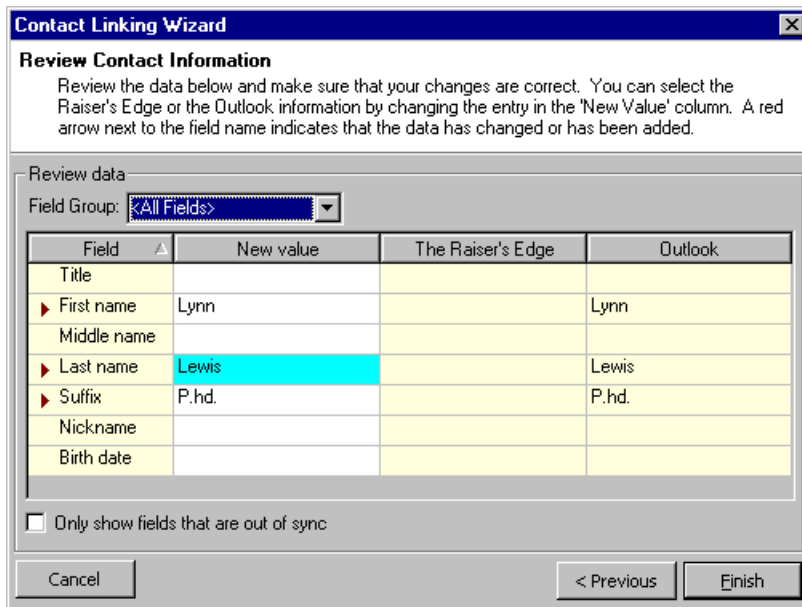 Contact Linking Wizard
Review Contact Information
Review the data below and make sure that your changes are correct. You can select the
Raiser's Edge or the Outlook information by changing the entry in the 'New Value' column. A red
arrow next to the field name indicates that the data has changed or has been added.
Review data
Field Group: <All Fields>
Field New value The Raiser's Edge Outlook
Title
First name Lynn Lynn
Middle name
Last name Lewis Lewis
Suffix P.hd. P.hd.
Nickname
Birth date
Only show fields that are out of sync
Cancel < Previous Finish